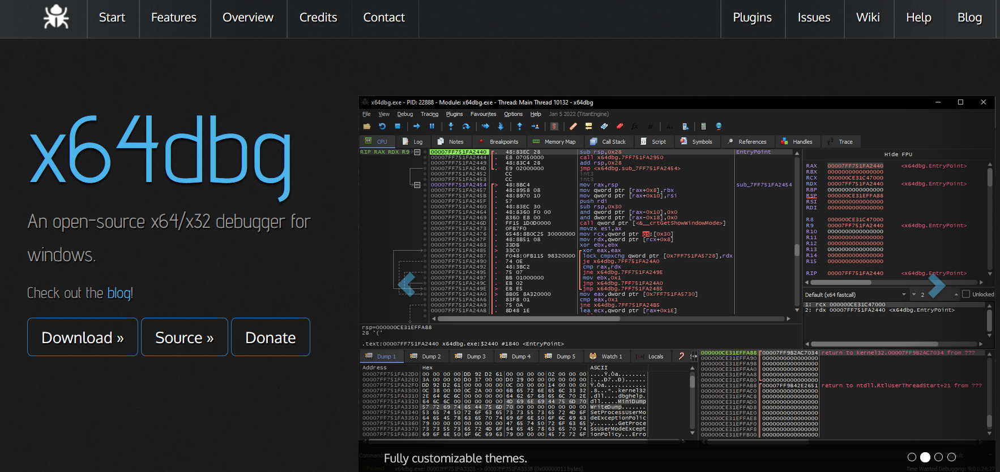 Start
Features
Overview
Credits
Contact
Plugins
Issues
Wiki
Help
Blog
x64dbg
An open-source x64/x32 debugger for
windows.
Check out the blog!
Download »
Source »
Donate
x64dbg.exe - PID: 22888 - Module: x64dbg.exe - Thread: Main Thread 10132 - x64dbg
File View Debug Tracing Plugins Favourites Options Help Jan 5 2022 (TitanEngine)
CPU Log Notes Breakpoints Memory Map Call Stack Script Symbols References Handles Trace
RIP RAX RDX R9
00007FF751FA2440 48:83EC 28 sub rsp,0x28 EntryPoint
00007FF751FA2444 E8 07050000 call x64dbg.7FF751FA2950
00007FF751FA2449 48:83C4 28 add rsp,0x28
00007FF751FA244D E9 02000000 jmp <x64dbg.sub_7FF751FA2454>
00007FF751FA2452 CC int3
00007FF751FA2453 CC int3
00007FF751FA2454 48:8BC4 mov rax,rsp sub_7FF751FA2454
00007FF751FA2457 48:8958 08 mov qword ptr [rax+0x8],rbx
00007FF751FA245B 48:8970 10 mov qword ptr [rax+0x10],rsi
00007FF751FA245F 57 push rdi
00007FF751FA2460 48:83EC 30 sub rsp,0x30
00007FF751FA2464 48:8360 F0 00 and qword ptr [rax-0x10],0x0
00007FF751FA2469 8360 E8 00 and dword ptr [rax-0x18],0x0
00007FF751FA246D FF15 1D0D0000 call qword ptr [<&__crtGetShowWindowMode>]
00007FF751FA2473 0FB7F0 movzx esi,ax
00007FF751FA2476 6548:8B0C25 30000000 mov rcx,qword ptr gs:[0x30]
00007FF751FA247F 48:8B51 08 mov rdx,qword ptr [rcx+0x8]
00007FF751FA2483 33DB xor ebx,ebx
00007FF751FA2485 33C0 xor eax,eax
00007FF751FA2487 F048:0FB115 98320000 lock cmpxchg qword ptr [0x7FF751FA5728],rdx
00007FF751FA2490 74 0E je x64dbg.7FF751FA24A0
00007FF751FA2492 48:3BC2 cmp rax,rdx
00007FF751FA2495 75 07 jne x64dbg.7FF751FA249E
00007FF751FA2497 BB 01000000 mov ebx,0x1
00007FF751FA249C EB 02 jmp x64dbg.7FF751FA24A0
00007FF751FA249E EB E5 jmp x64dbg.7FF751FA2485
00007FF751FA24A0 8B05 8A320000 mov eax,dword ptr [0x7FF751FA5730]
00007FF751FA24A6 83F8 01 cmp eax,0x1
00007FF751FA24A9 75 0A jne x64dbg.7FF751FA24B5
00007FF751FA24AB 8D48 1E lea ecx,qword ptr [rax+0x1E]
Hide FPU
RAX 00007FF751FA2440 <x64dbg.EntryPoint>
RBX 0000000000000000
RCX 000000CE31C47000
RDX 00007FF751FA2440 <x64dbg.EntryPoint>
RBP 0000000000000000
RSP 000000CE31EFFA88
RSI 0000000000000000
RDI 0000000000000000
R8 000000CE31C47000
R9 00007FF751FA2440 <x64dbg.EntryPoint>
R10 0000000000000000
R11 0000000000000000
R12 0000000000000000
R13 0000000000000000
R14 0000000000000000
R15 0000000000000000
RIP 00007FF751FA2440 <x64dbg.EntryPoint>
Default (x64 fastcall) 2 Unlocked
1: rcx 000000CE31C47000
2: rdx 00007FF751FA2440 <x64dbg.EntryPoint>
rsp=000000CE31EFFA88
28 '('
.text:00007FF751FA2440 x64dbg.exe:$2440 #1840 <EntryPoint>
Dump 1 Dump 2 Dump 3 Dump 4 Dump 5 Watch 1 Locals
Address Hex ASCII
00007FF751FA32D0 00 00 00 00 DD 92 D2 61 00 00 00 00 02 00 00 00 ....Ý.Òa........
00007FF751FA32E0 3A 00 00 00 D0 37 00 00 D0 29 00 00 00 00 00 00 :...Ð7..Ð)......
00007FF751FA32F0 DD 92 D2 61 00 00 00 00 0C 00 00 00 14 00 00 00 Ý.Òa............
00007FF751FA3300 0C 38 00 00 0C 2A 00 00 6B 65 72 6E 65 6C 33 32 .8...*..kernel32
00007FF751FA3310 2E 64 6C 6C 00 00 00 00 64 62 67 68 65 6C 70 2E .dll....dbghelp.
00007FF751FA3320 64 6C 6C 00 00 00 00 00 4D 69 6E 69 44 75 6D 70 dll.....MiniDump
00007FF751FA3330 57 72 69 74 65 44 75 6D 70 00 00 00 00 00 00 00 WriteDump.......
00007FF751FA3340 53 65 74 50 72 6F 63 65 73 73 55 73 65 72 4D 6F SetProcessUserMo
00007FF751FA3350 64 65 45 78 63 65 70 74 69 6F 6E 50 6F 6C 69 63 deExceptionPolic
00007FF751FA3360 79 00 00 00 00 00 00 00 47 65 74 50 72 6F 63 65 y.......GetProce
00007FF751FA3370 73 73 55 73 65 72 4D 6F 64 65 45 78 63 65 70 74 ssUserModeExcept
00007FF751FA3380 69 6F 6E 50 6F 6C 69 63 79 00 00 00 45 72 72 6F ionPolicy...Erro
000000CE31EFFA88 00007FF9B2AC7034 return to kernel32.00007FF9B2AC7034 from ???
000000CE31EFFA90 0000000000000000
000000CE31EFFA98 0000000000000000
000000CE31EFFAA0 0000000000000000
000000CE31EFFAA8 0000000000000000
000000CE31EFFAB0 0000000000000000
000000CE31EFFAB8 00007FF9B42E2651 return to ntdll.RtlUserThreadStart+21 from ???
000000CE31EFFAC0 0000000000000000
000000CE31EFFAC8 0000000000000000
000000CE31EFFAD0 0000000000000000
000000CE31EFFAD8 0000000000000000
000000CE31EFFAE0 0000000000000000
000000CE31EFFAE8 0000000000000000
000000CE31EFFAF0 0000000000000000
000000CE31EFFAF8 0000000000000000
000000CE31EFFB00 0000000000000000
Command:
Fully customizable themes.
Paused x64dbg.exe: 00007FF751FA3328 -> 00007FF751FA3338 (0x00000011 bytes) Time Wasted Debugging: 9:01:24:27